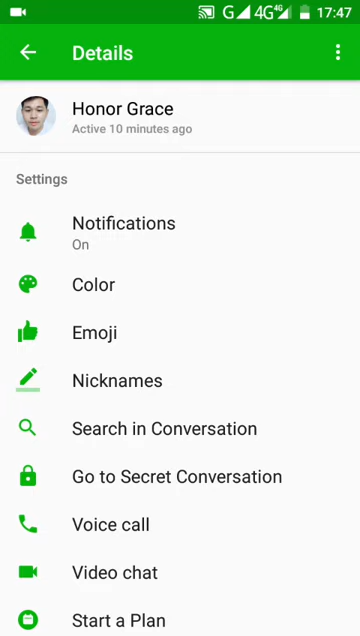 G 4G 4G 17:47
Details
Honor Grace
Active 10 minutes ago
Settings
Notifications
On
Color
Emoji
Nicknames
Search in Conversation
Go to Secret Conversation
Voice call
Video chat
Start a Plan